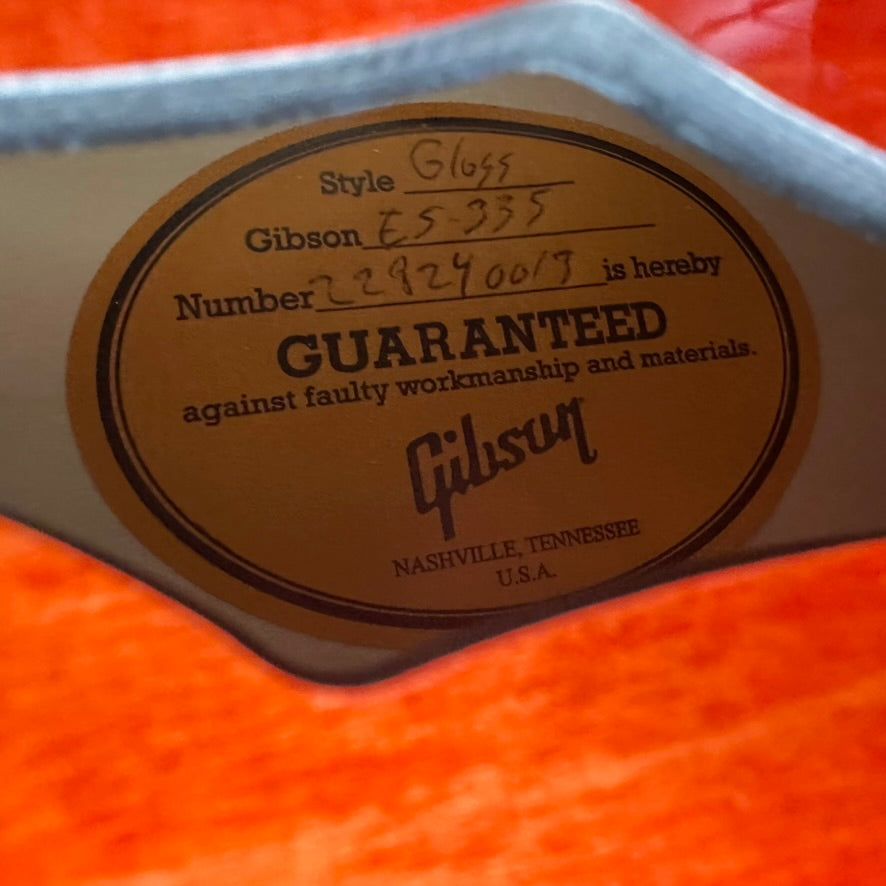 Style Gloss
Gibson ES-335
Number 228240013 is hereby
GUARANTEED
against faulty workmanship and materials.
Gibson
NASHVILLE, TENNESSEE
U.S.A.